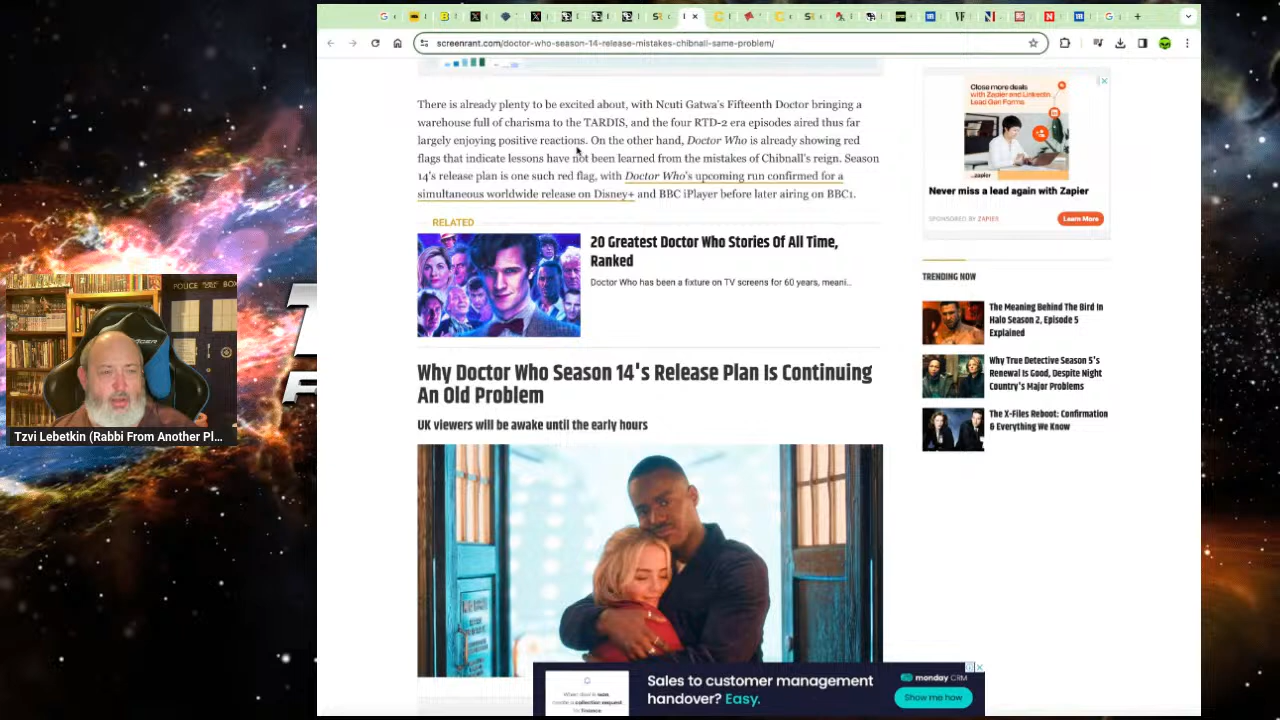 screenrant.com/doctor-who-season-14-release-mistakes-chibnall-same-problem/
There is already plenty to be excited about, with Ncuti Gatwa's Fifteenth Doctor bringing a
warehouse full of charisma to the TARDIS, and the four RTD-2 era episodes aired thus far
largely enjoying positive reactions. On the other hand, Doctor Who is already showing red
flags that indicate lessons have not been learned from the mistakes of Chibnall's reign. Season
14's release plan is one such red flag, with Doctor Who's upcoming run confirmed for a
simultaneous worldwide release on Disney+ and BBC iPlayer before later airing on BBC1.
RELATED
20 Greatest Doctor Who Stories Of All Time,
Ranked
Doctor Who has been a fixture on TV screens for 60 years, meani...
Why Doctor Who Season 14's Release Plan Is Continuing
An Old Problem
UK viewers will be awake until the early hours
Close more deals
with Zapier and LinkedIn
Lead Gen Forms
zapier
Never miss a lead again with Zapier
SPONSORED BY ZAPIER
Learn More
TRENDING NOW
The Meaning Behind The Bird In
Halo Season 2, Episode 5
Explained
Why True Detective Season 5's
Renewal Is Good, Despite Night
Country's Major Problems
The X-Files Reboot: Confirmation
& Everything We Know
POLICE BOX
Tzvi Lebetkin (Rabbi From Another Pl...
Sales to customer management
handover? Easy.
monday CRM
Show me how